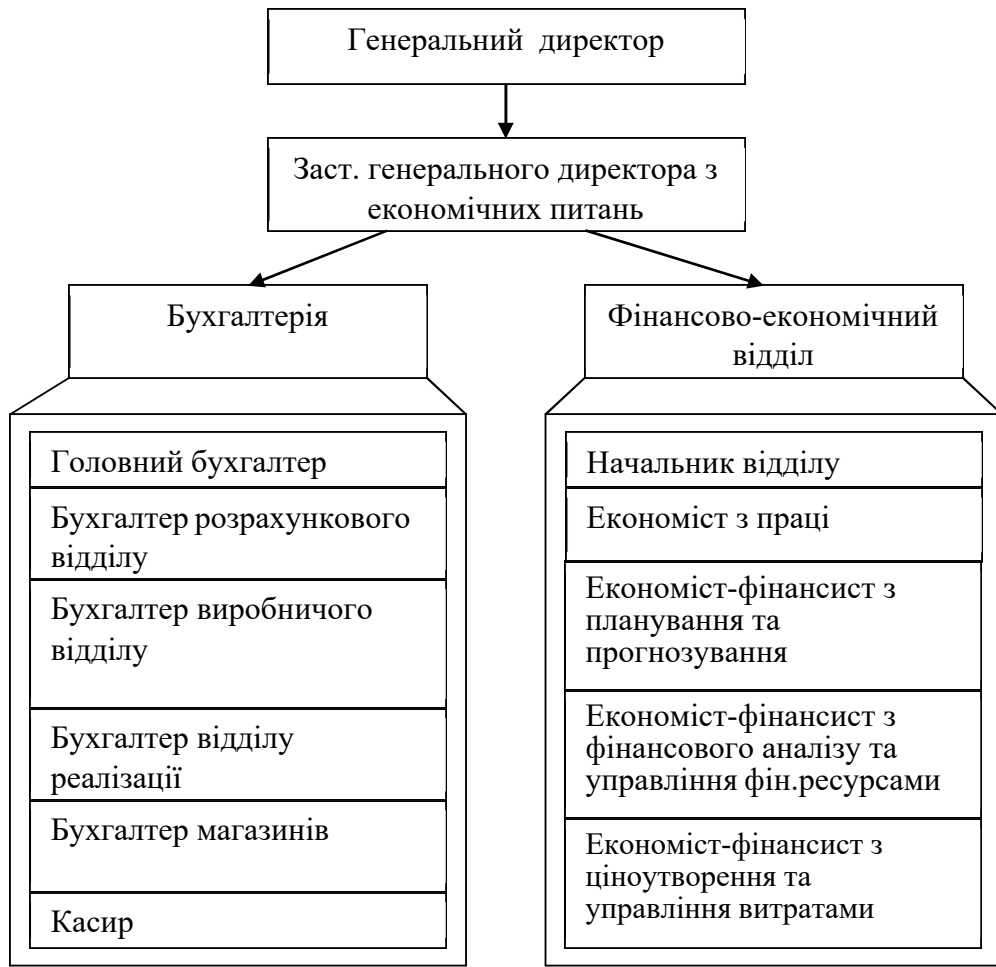 Генеральний директор
Заст. генерального директора з
економічних питань
Бухгалтерія
Фінансово-економічний
відділ
Головний бухгалтер
Бухгалтер розрахункового
відділу
Бухгалтер виробничого
відділу
Бухгалтер відділу
реалізації
Бухгалтер магазинів
Касир
Начальник відділу
Економіст з праці
Економіст-фінансист з
планування та
прогнозування
Економіст-фінансист з
фінансового аналізу та
управління фін.ресурсами
Економіст-фінансист з
ціноутворення та
управління витратами